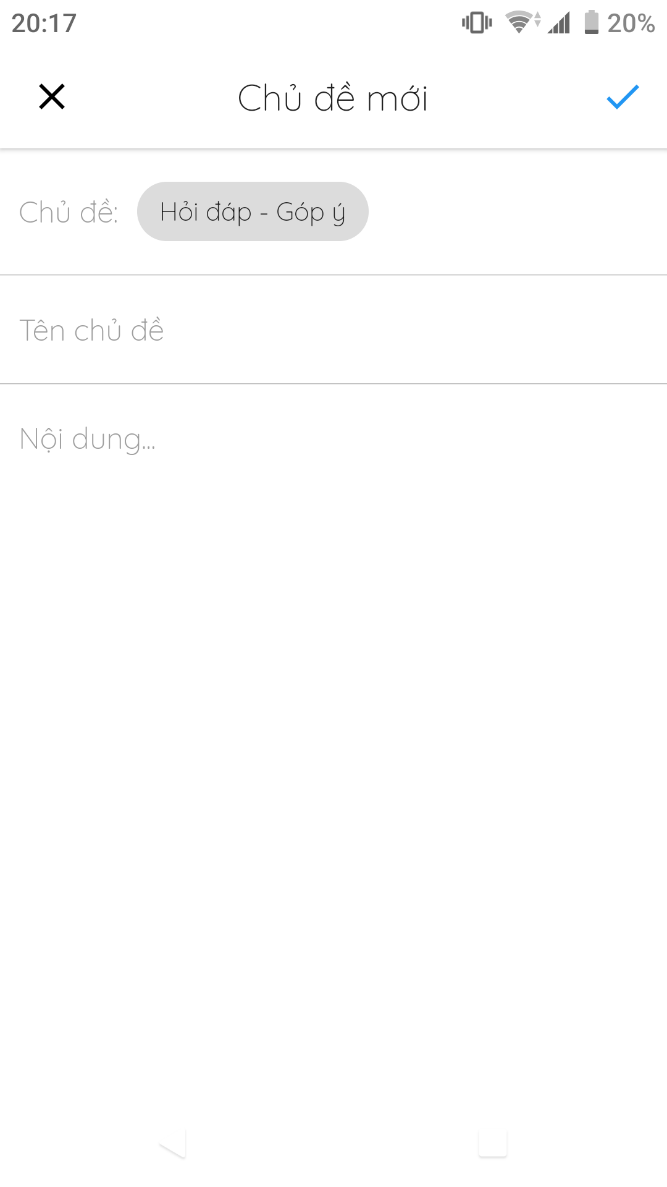 20:17 20%
Chủ đề mới
Chủ đề: Hỏi đáp - Góp ý
Tên chủ đề
Nội dung...